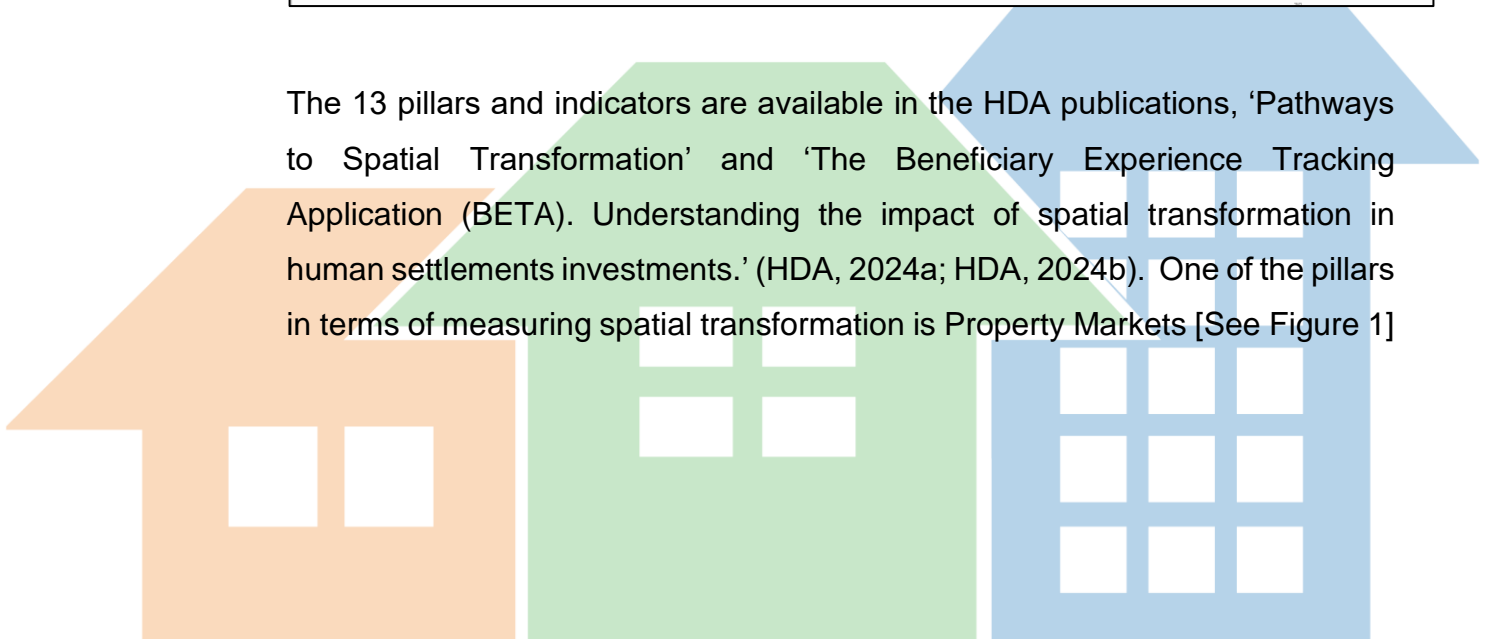 The 13 pillars and indicators are available in the HDA publications, ‘Pathways
to Spatial Transformation’ and ‘The Beneficiary Experience Tracking
Application (BETA). Understanding the impact of spatial transformation in
human settlements investments.’ (HDA, 2024a; HDA, 2024b). One of the pillars
in terms of measuring spatial transformation is Property Markets [See Figure 1]